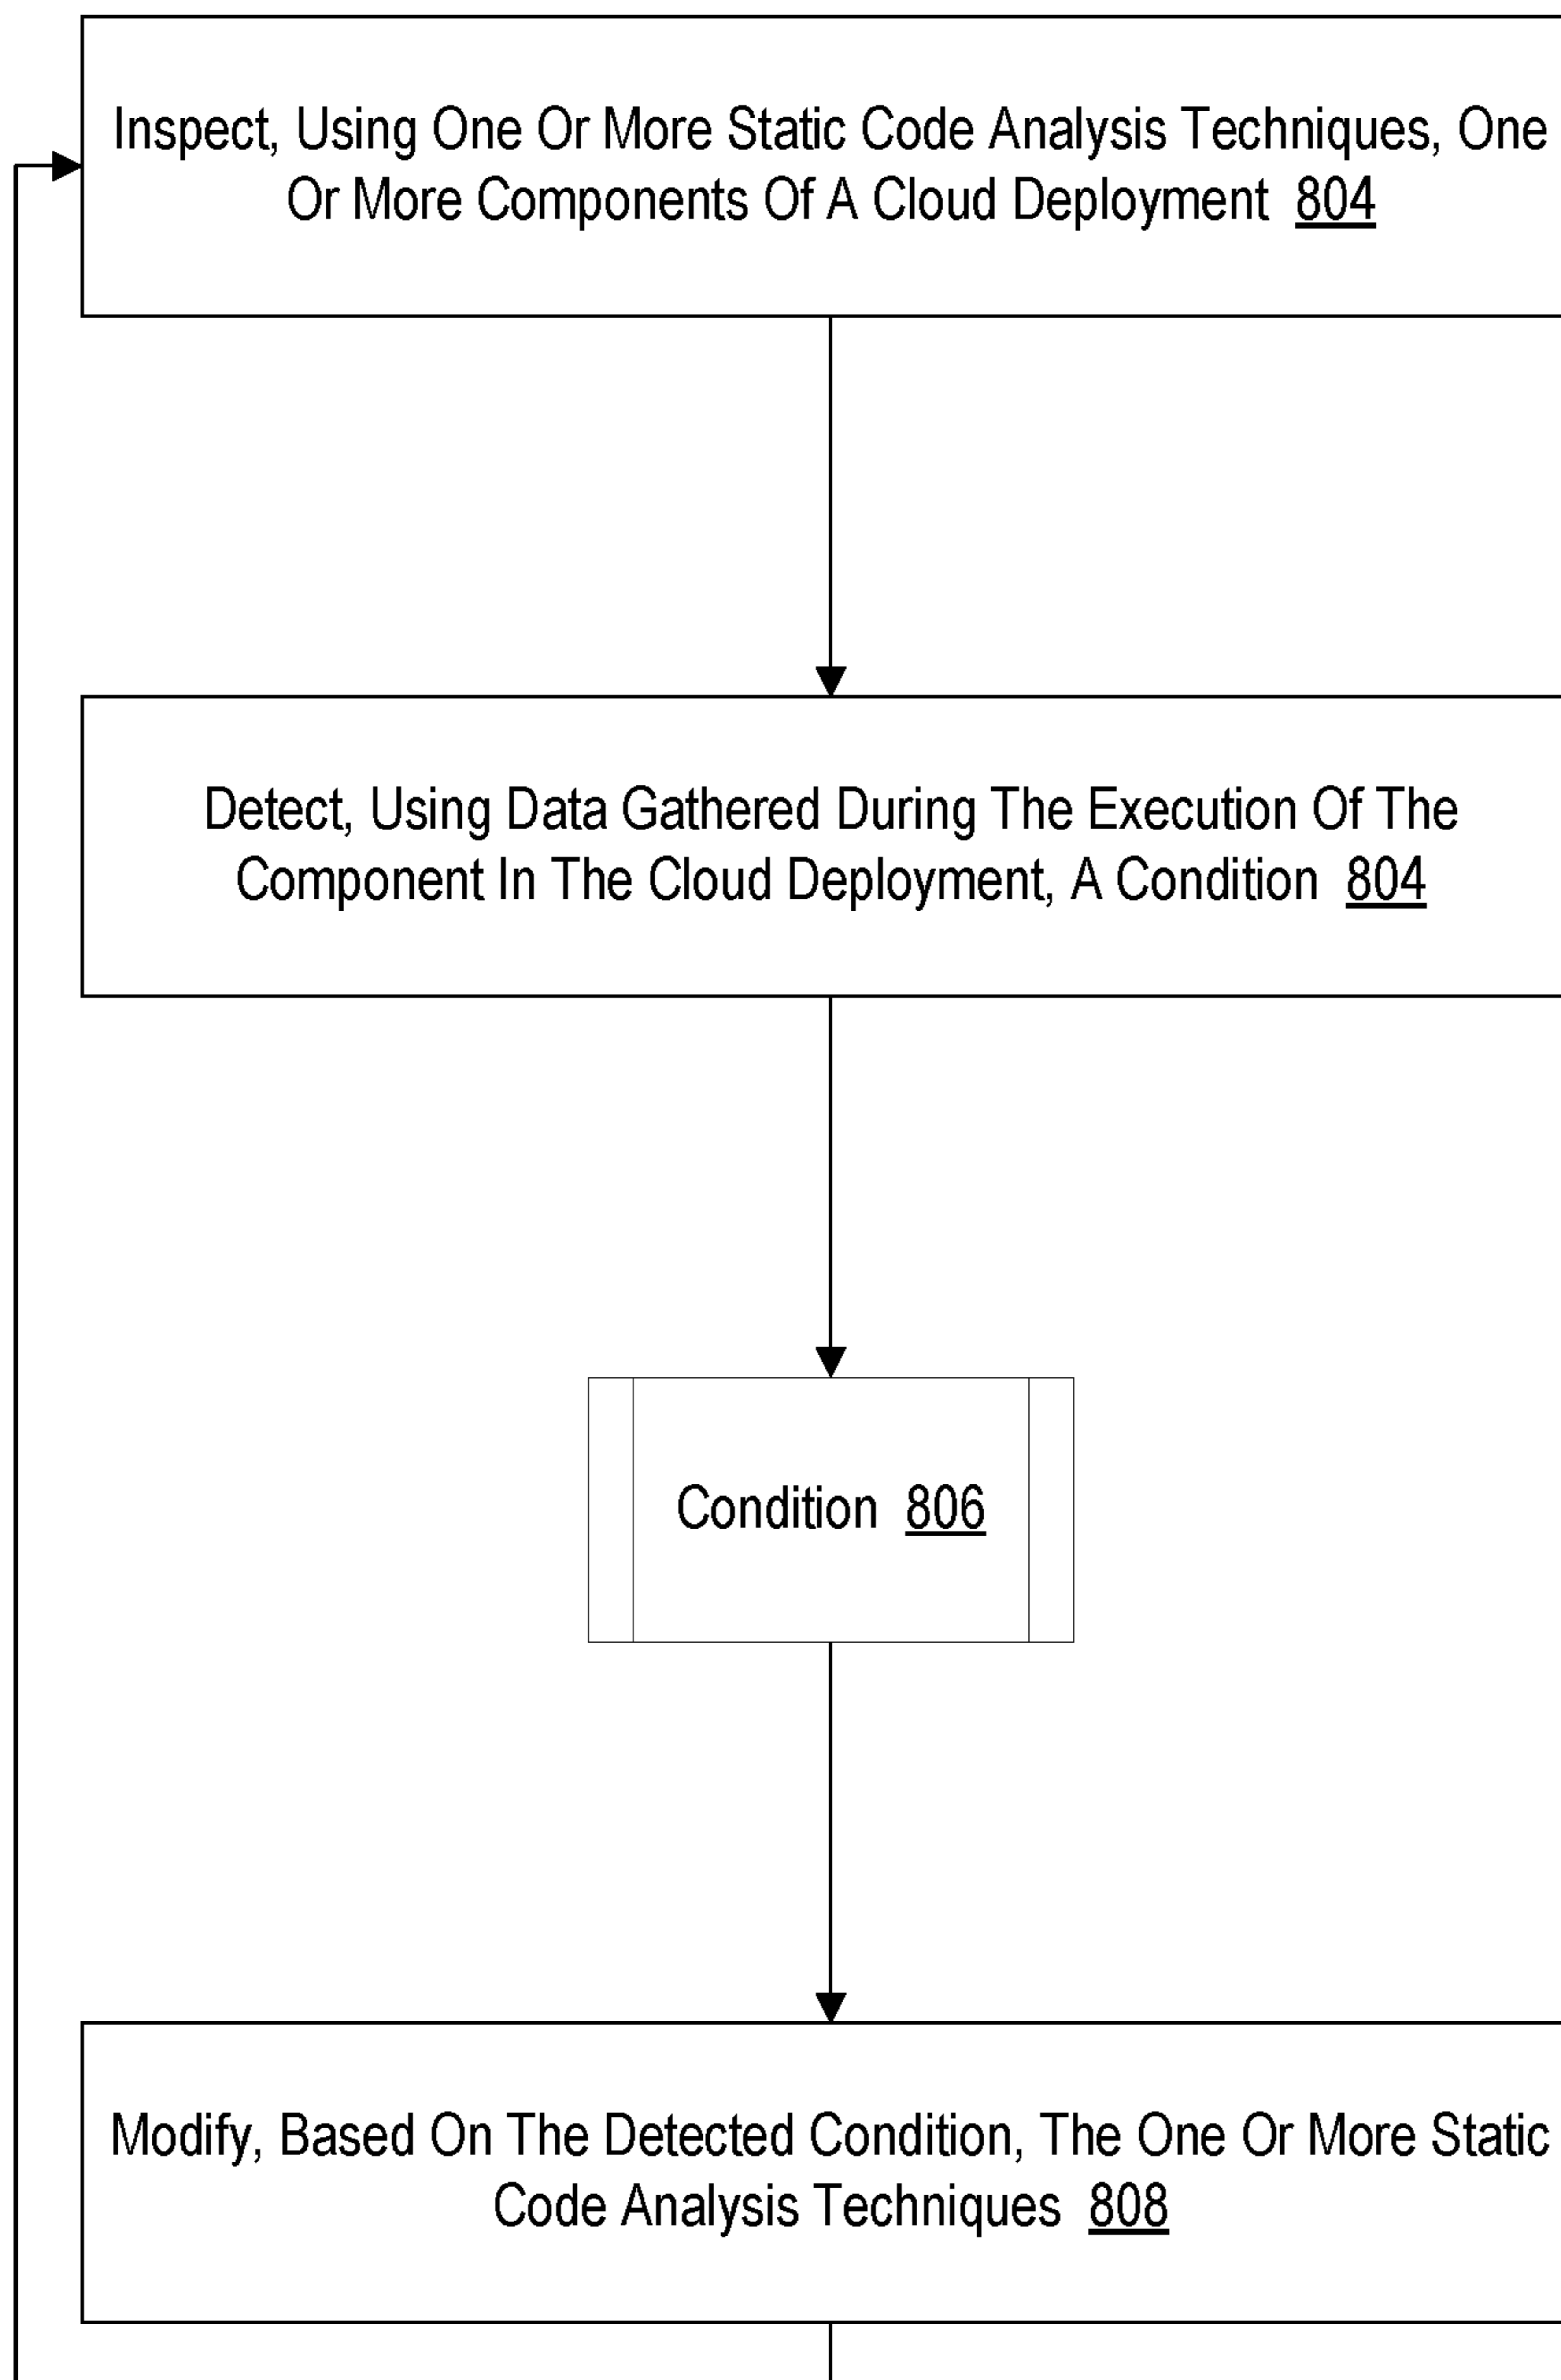 Inspect, Using One Or More Static Code Analysis Techniques, One
Or More Components Of A Cloud Deployment 804
Detect, Using Data Gathered During The Execution Of The
Component In The Cloud Deployment, A Condition 804
Condition 806
Modify, Based On The Detected Condition, The One Or More Static
Code Analysis Techniques 808